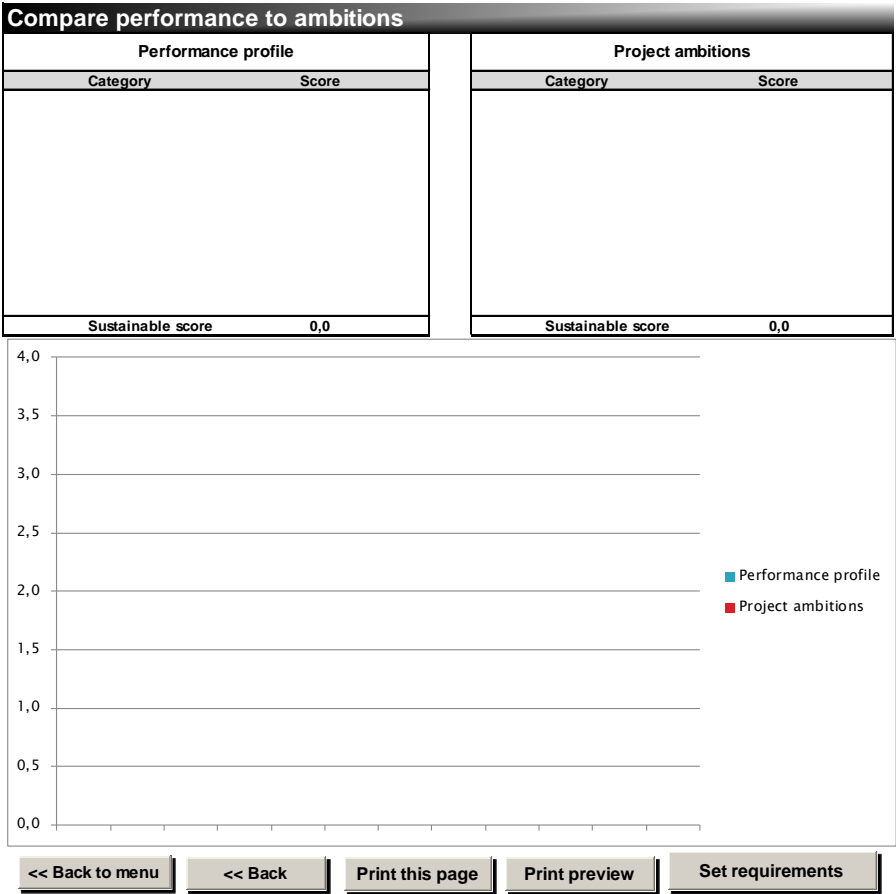 Compare performance to ambitions
Performance profile
Category Score
Sustainable score 0,0
Project ambitions
Category Score
Sustainable score 0,0
4,0
3,5
3,0
2,5
2,0
1,5
1,0
0,5
0,0
Performance profile
Project ambitions
<< Back to menu
<< Back
Print this page
Print preview
Set requirements